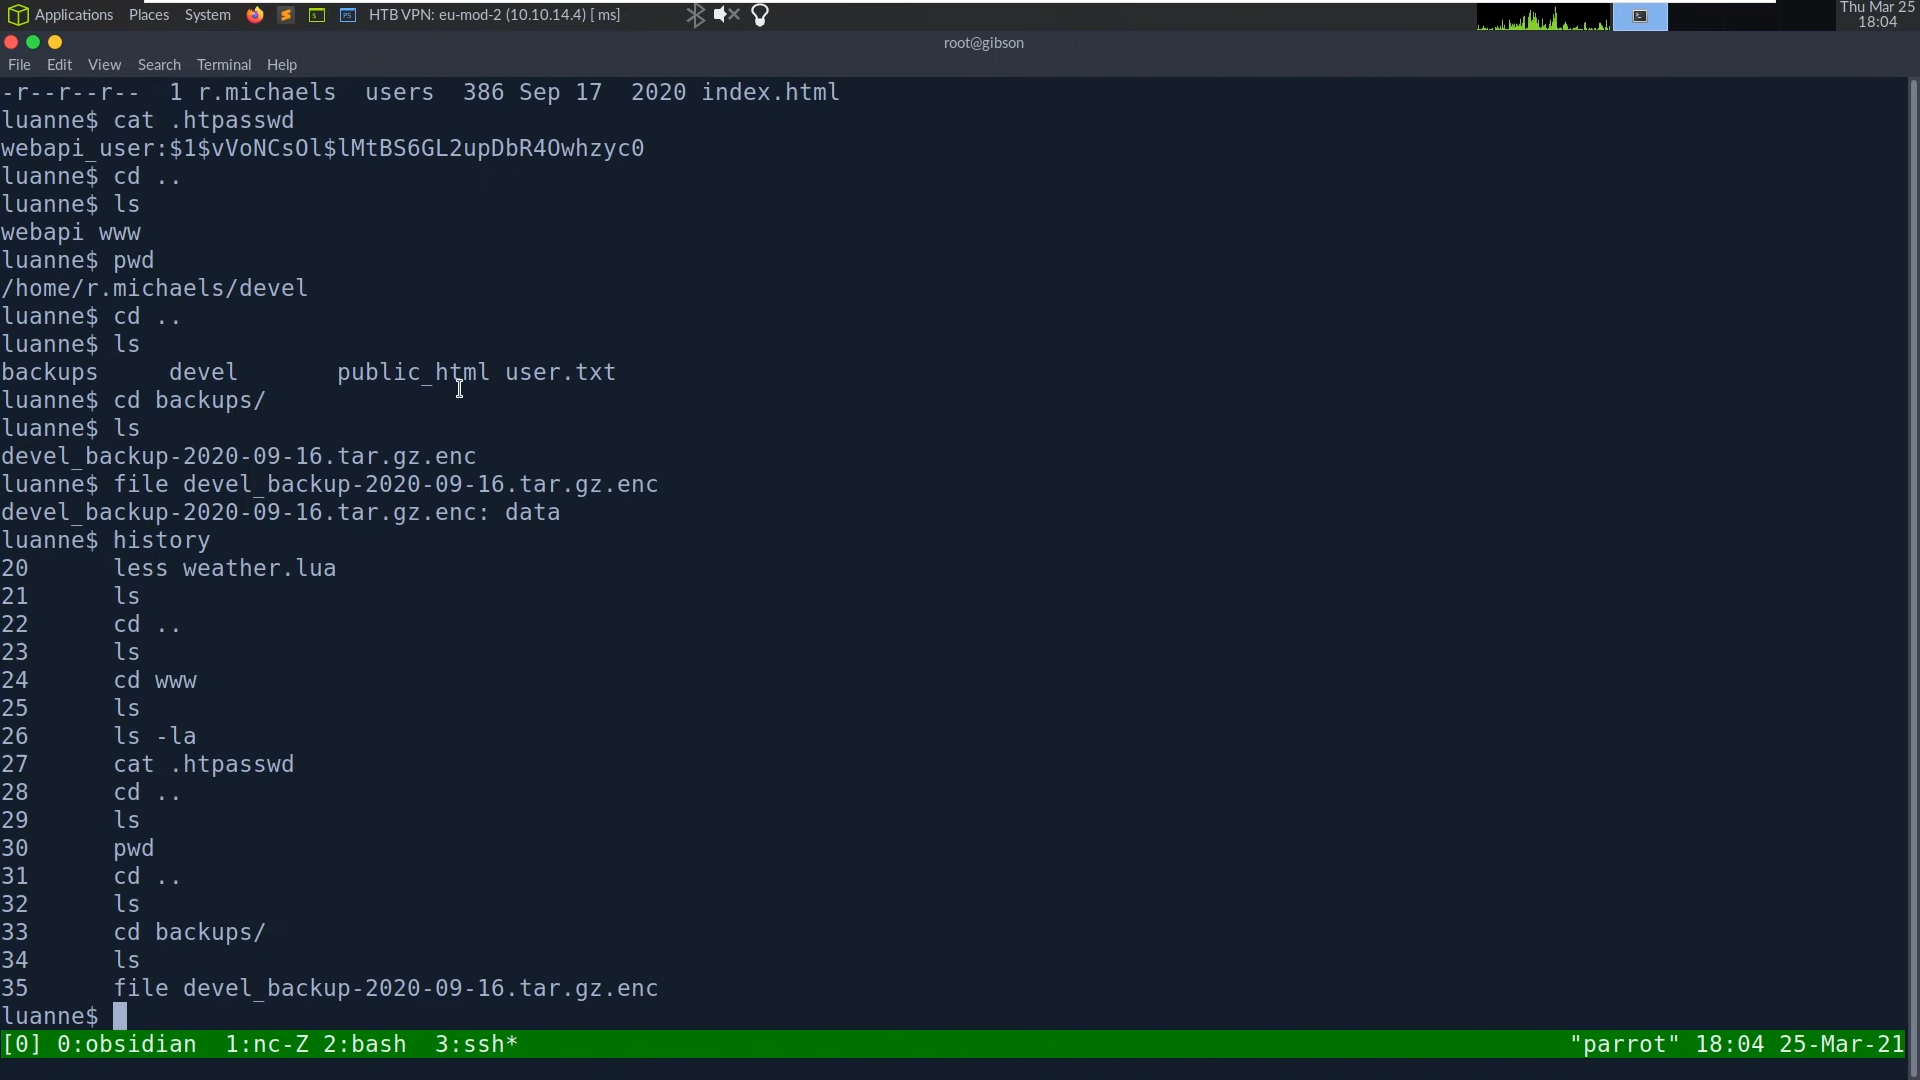 Applications Places System HTB VPN: eu-mod-2 (10.10.14.4) [ ms] Thu Mar 25
18:04
root@gibson
File Edit View Search Terminal Help
-r--r--r--  1 r.michaels  users  386 Sep 17  2020 index.html
luanne$ cat .htpasswd
webapi_user:$1$vVoNCsOl$lMtBS6GL2upDbR4Owhzyc0
luanne$ cd ..
luanne$ ls
webapi www
luanne$ pwd
/home/r.michaels/devel
luanne$ cd ..
luanne$ ls
backups     devel       public_html user.txt
luanne$ cd backups/
luanne$ ls
devel_backup-2020-09-16.tar.gz.enc
luanne$ file devel_backup-2020-09-16.tar.gz.enc
devel_backup-2020-09-16.tar.gz.enc: data
luanne$ history
20      less weather.lua
21      ls
22      cd ..
23      ls
24      cd www
25      ls
26      ls -la
27      cat .htpasswd
28      cd ..
29      ls
30      pwd
31      cd ..
32      ls
33      cd backups/
34      ls
35      file devel_backup-2020-09-16.tar.gz.enc
luanne$
[0] 0:obsidian  1:nc-Z 2:bash  3:ssh* "parrot" 18:04 25-Mar-21